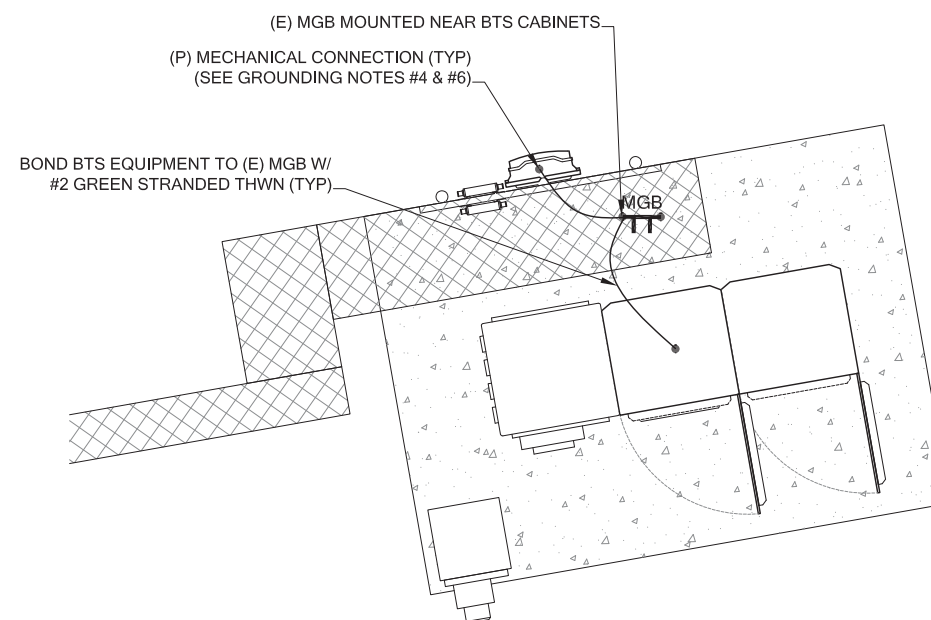 (E) MGB MOUNTED NEAR BTS CABINETS
(P) MECHANICAL CONNECTION (TYP)
(SEE GROUNDING NOTES #4 & #6)
BOND BTS EQUIPMENT TO (E) MGB W/
#2 GREEN STRANDED THWN (TYP)
MGB